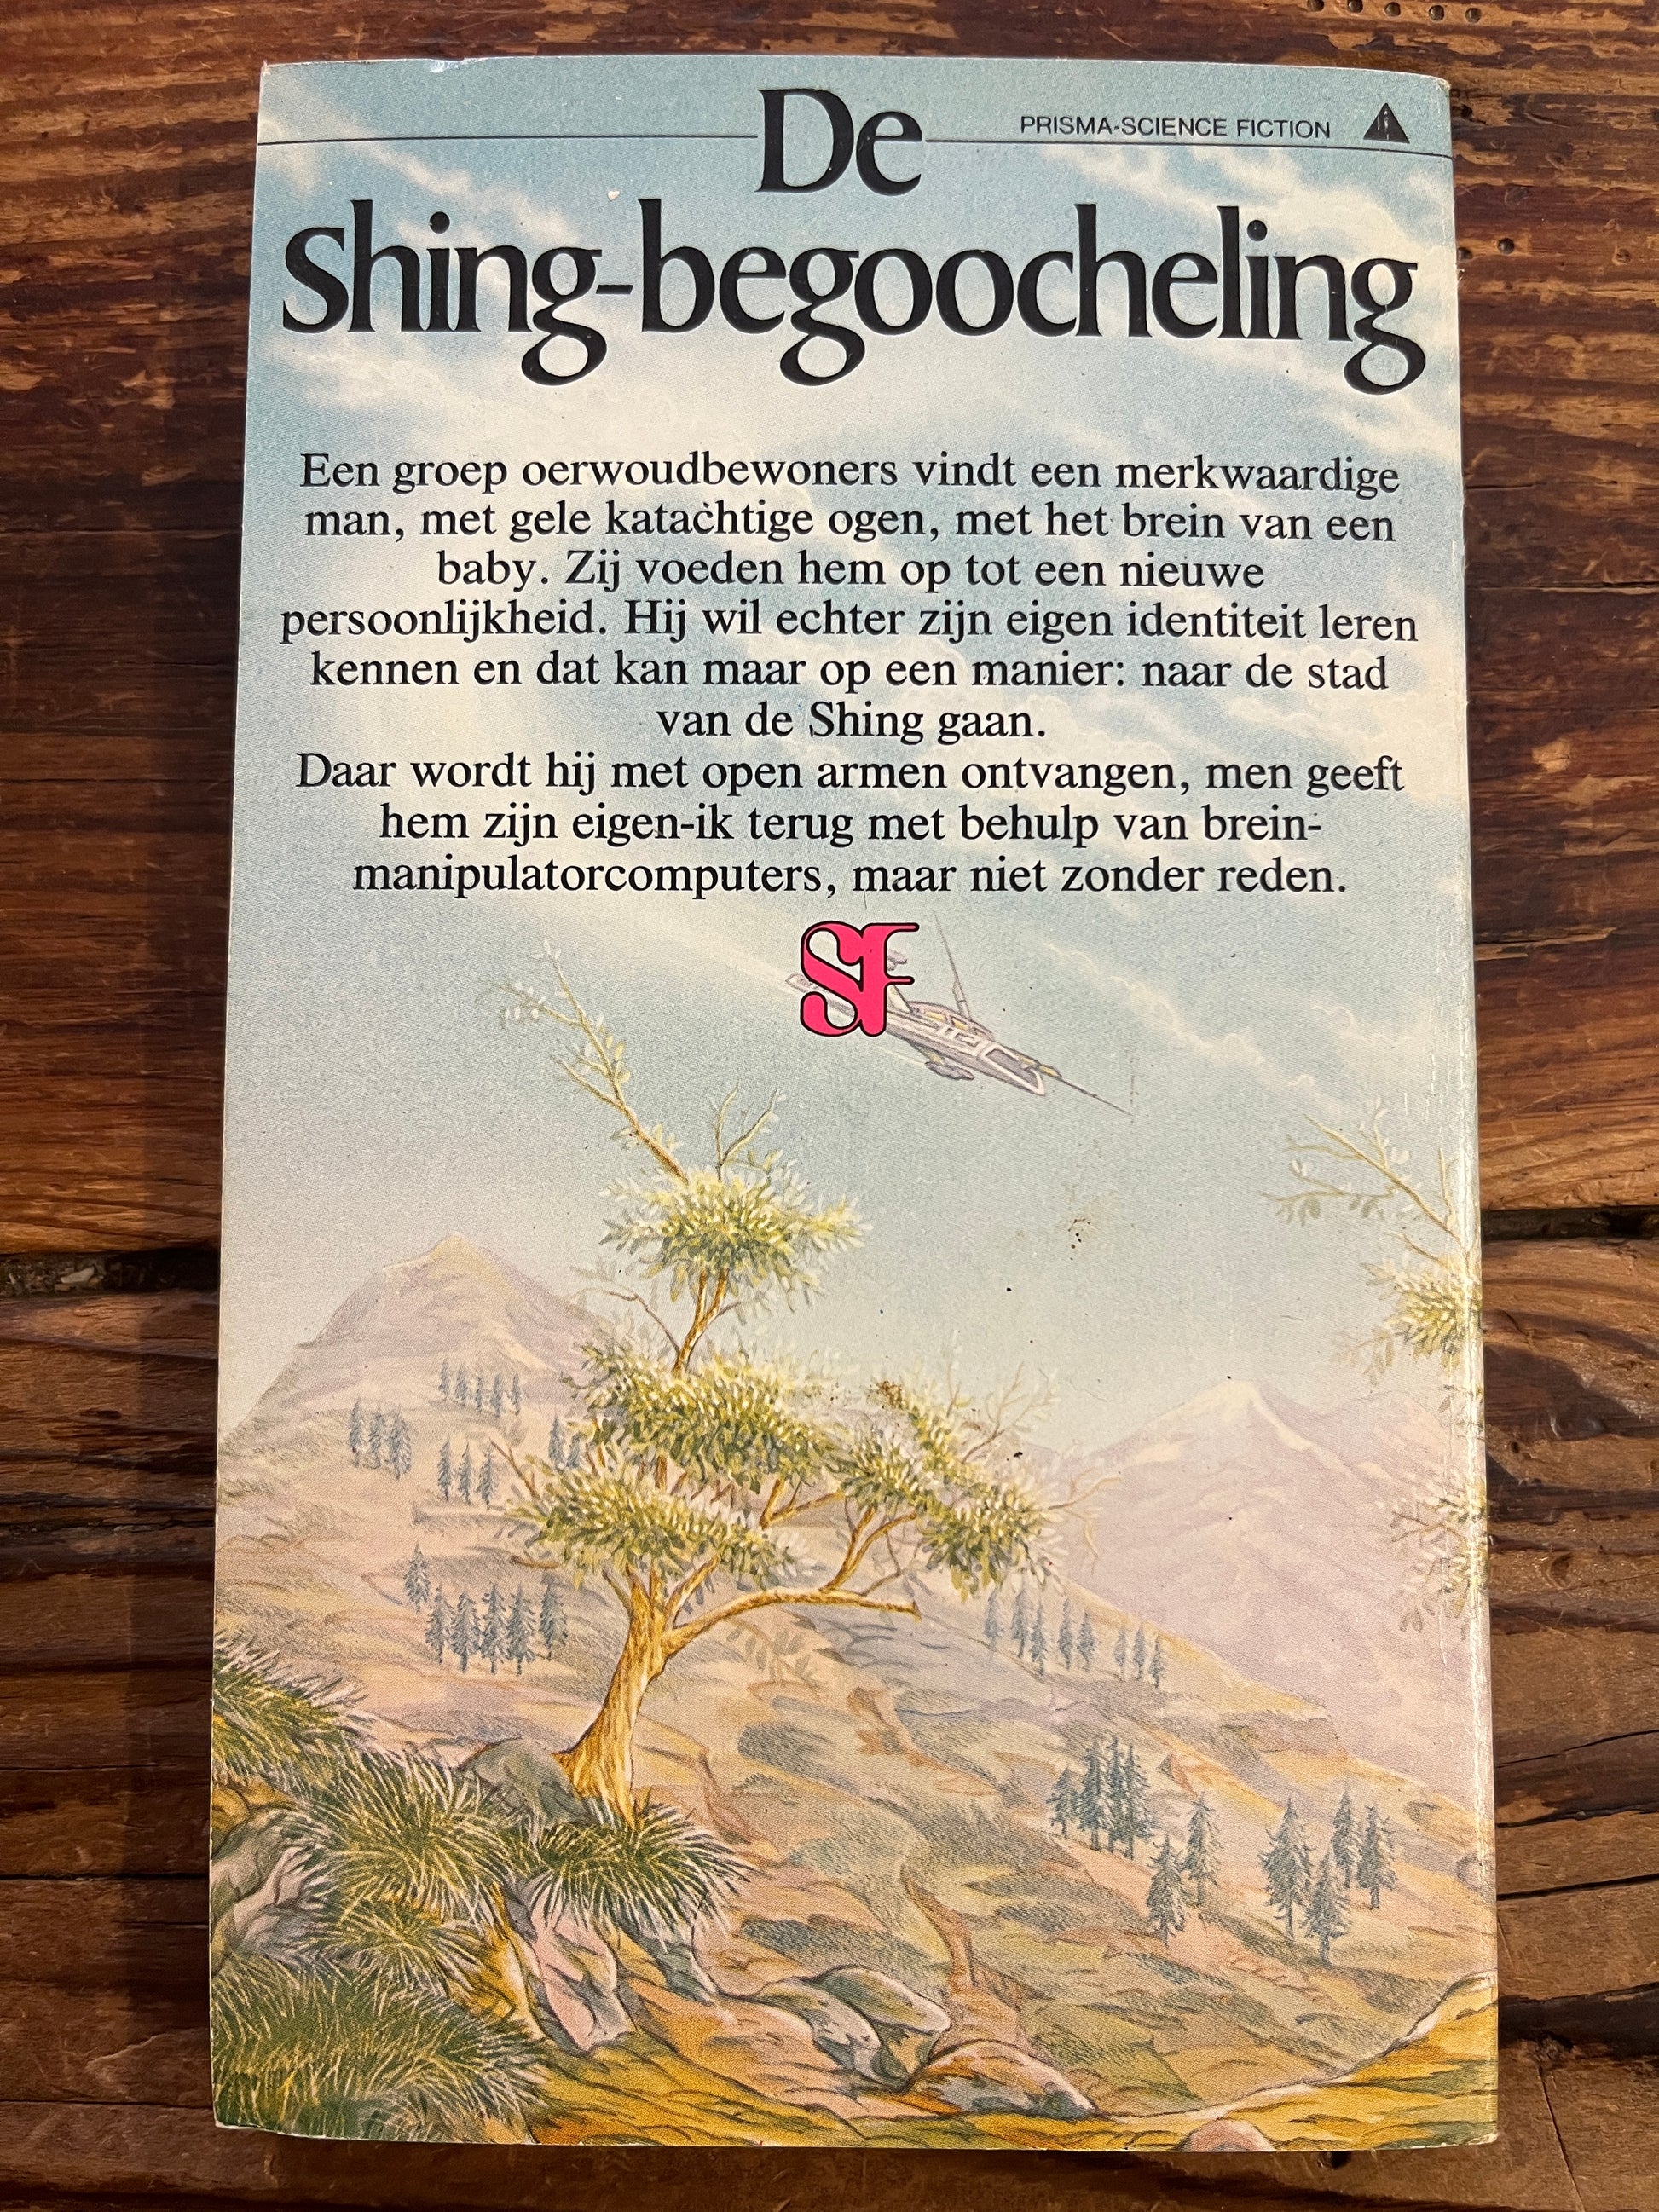 De
PRISMA-SCIENCE FICTION
Shing-begoocheling
Een groep oerwoudbewoners vindt een merkwaardige
man, met gele katachtige ogen, met het brein van een
baby. Zij voeden hem op tot een nieuwe
persoonlijkheid. Hij wil echter zijn eigen identiteit leren
kennen en dat kan maar op een manier: naar de stad
van de Shing gaan.
Daar wordt hij met open armen ontvangen, men geeft
hem zijn eigen-ik terug met behulp van brein-
manipulatorcomputers, maar niet zonder reden.
SF